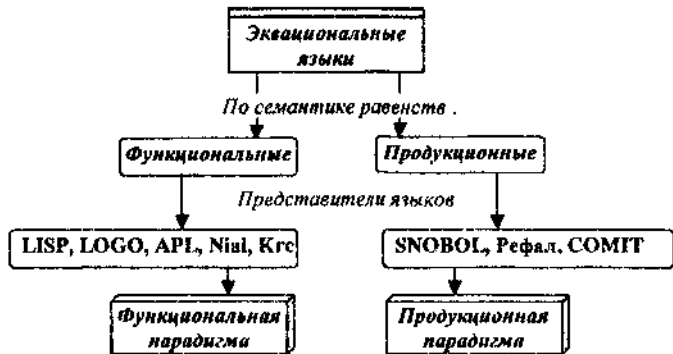 Эквациональные
языки
По семантике равенств .
Функциональные
Продукционные
Представители языков
LISP, LOGO, APL, Nial, Krc
SNOBOL, Рефал, COMIT
Функциональная
парадигма
Продукционная
парадигма